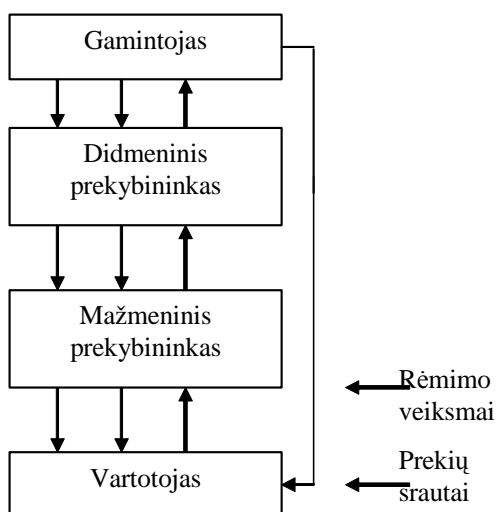 Gamintojas
Didmeninis
prekybininkas
Mažmeninis
prekybininkas
Rėmimo
veiksmai
Vartotojas
Prekių
srautai